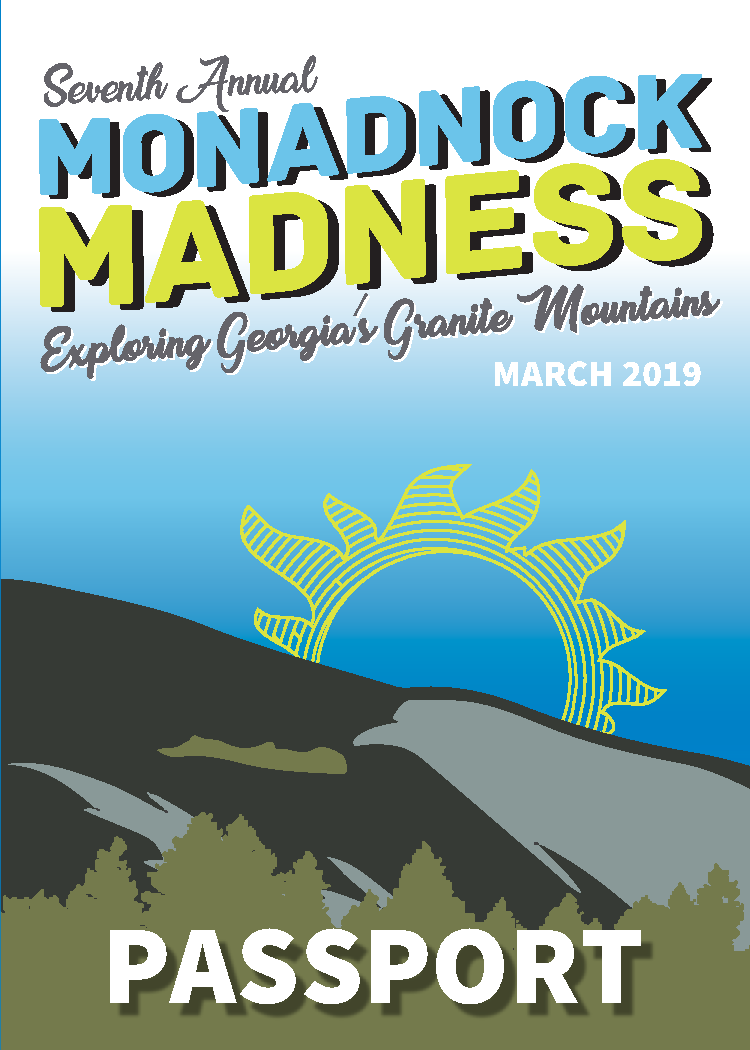 Seventh Annual
MONADNOCK
MADNESS
Exploring Georgia's Granite Mountains
MARCH 2019
PASSPORT